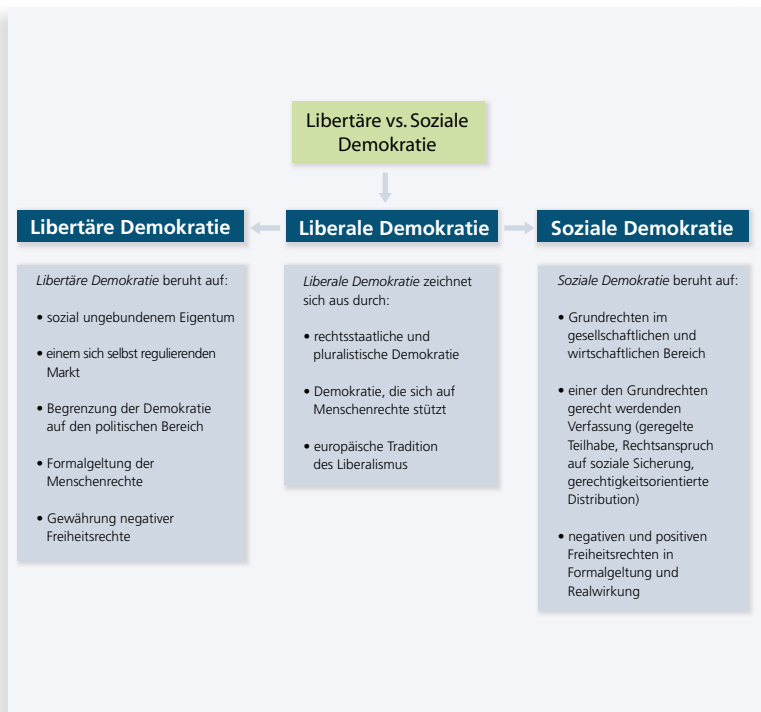 Libertäre vs. Soziale
Demokratie
Libertäre Demokratie
Liberale Demokratie
Soziale Demokratie
Libertäre Demokratie beruht auf:
• sozial ungebundenem Eigentum
• einem sich selbst regulierenden
Markt
• Begrenzung der Demokratie
auf den politischen Bereich
• Formalgeltung der
Menschenrechte
• Gewährung negativer
Freiheitsrechte
Liberale Demokratie zeichnet
sich aus durch:
• rechtsstaatliche und
pluralistische Demokratie
• Demokratie, die sich auf
Menschenrechte stützt
• europäische Tradition
des Liberalismus
Soziale Demokratie beruht auf:
• Grundrechten im
gesellschaftlichen und
wirtschaftlichen Bereich
• einer den Grundrechten
gerecht werdenden
Verfassung (geregelte
Teilhabe, Rechtsanspruch
auf soziale Sicherung,
gerechtigkeitsorientierte
Distribution)
• negativen und positiven
Freiheitsrechten in
Formalgeltung und
Realwirkung